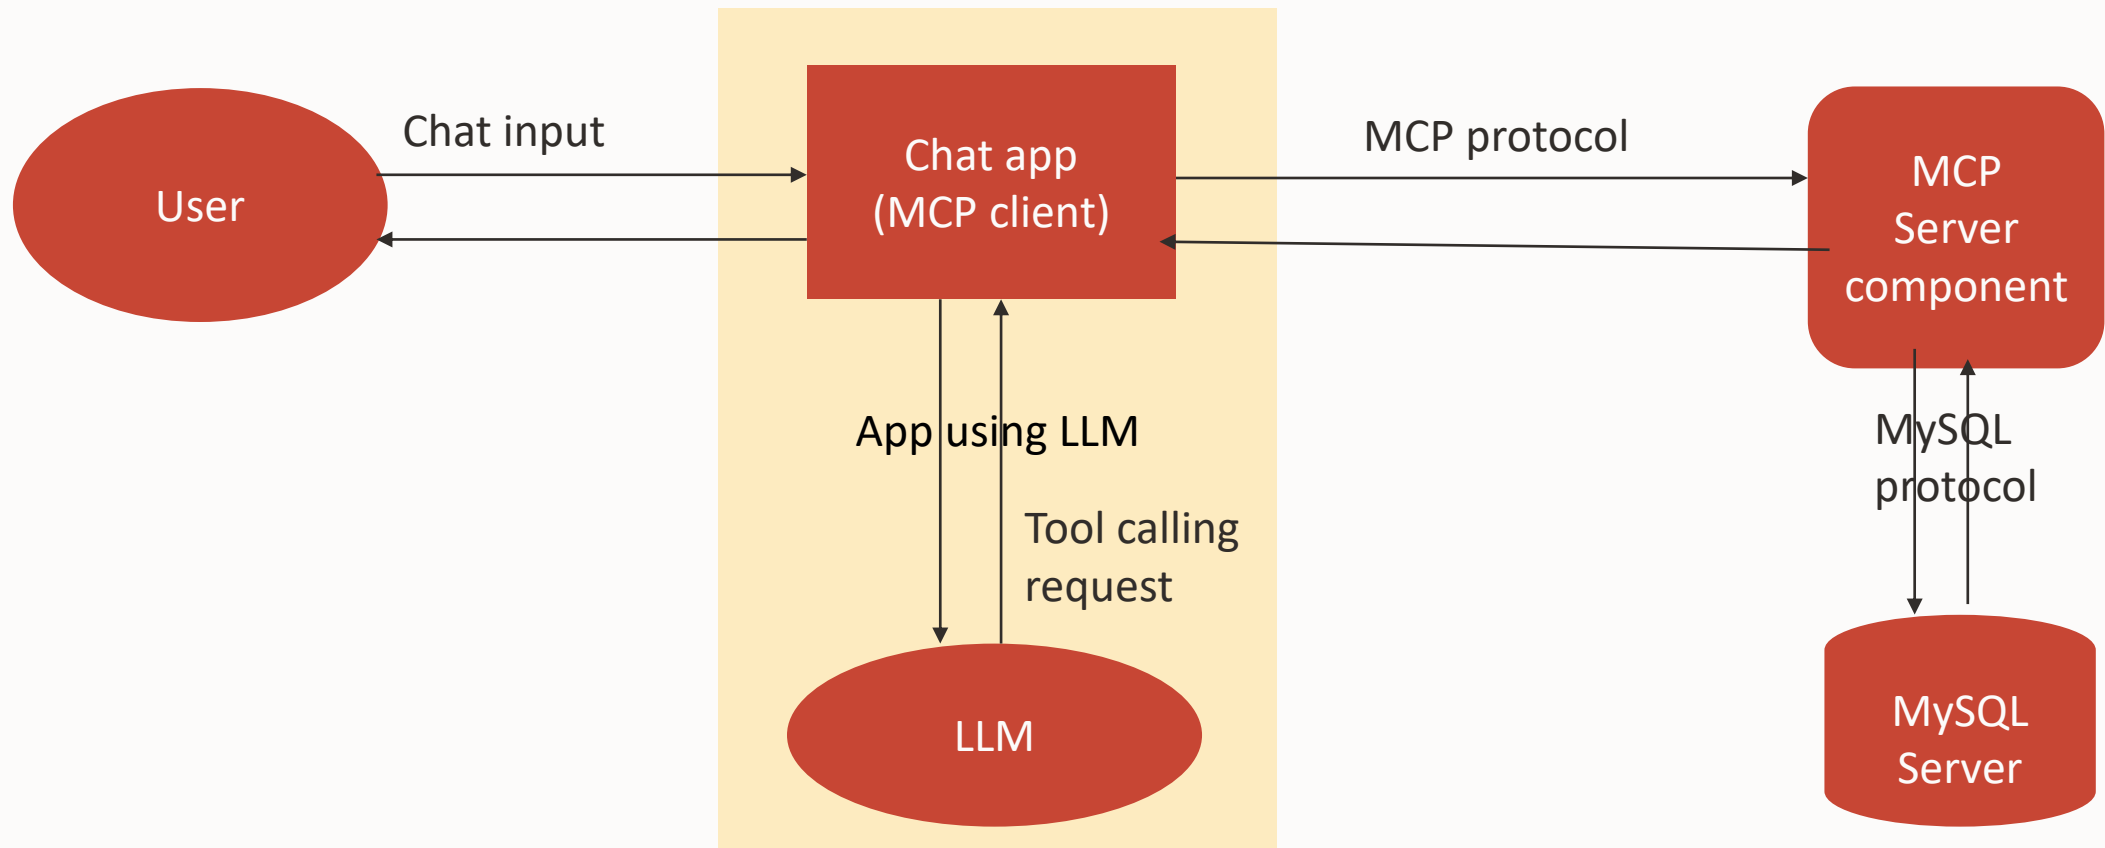 User
Chat input
Chat app
(MCP client)
MCP protocol
MCP
Server
component
App using LLM
Tool calling
request
MySQL
protocol
LLM
MySQL
Server